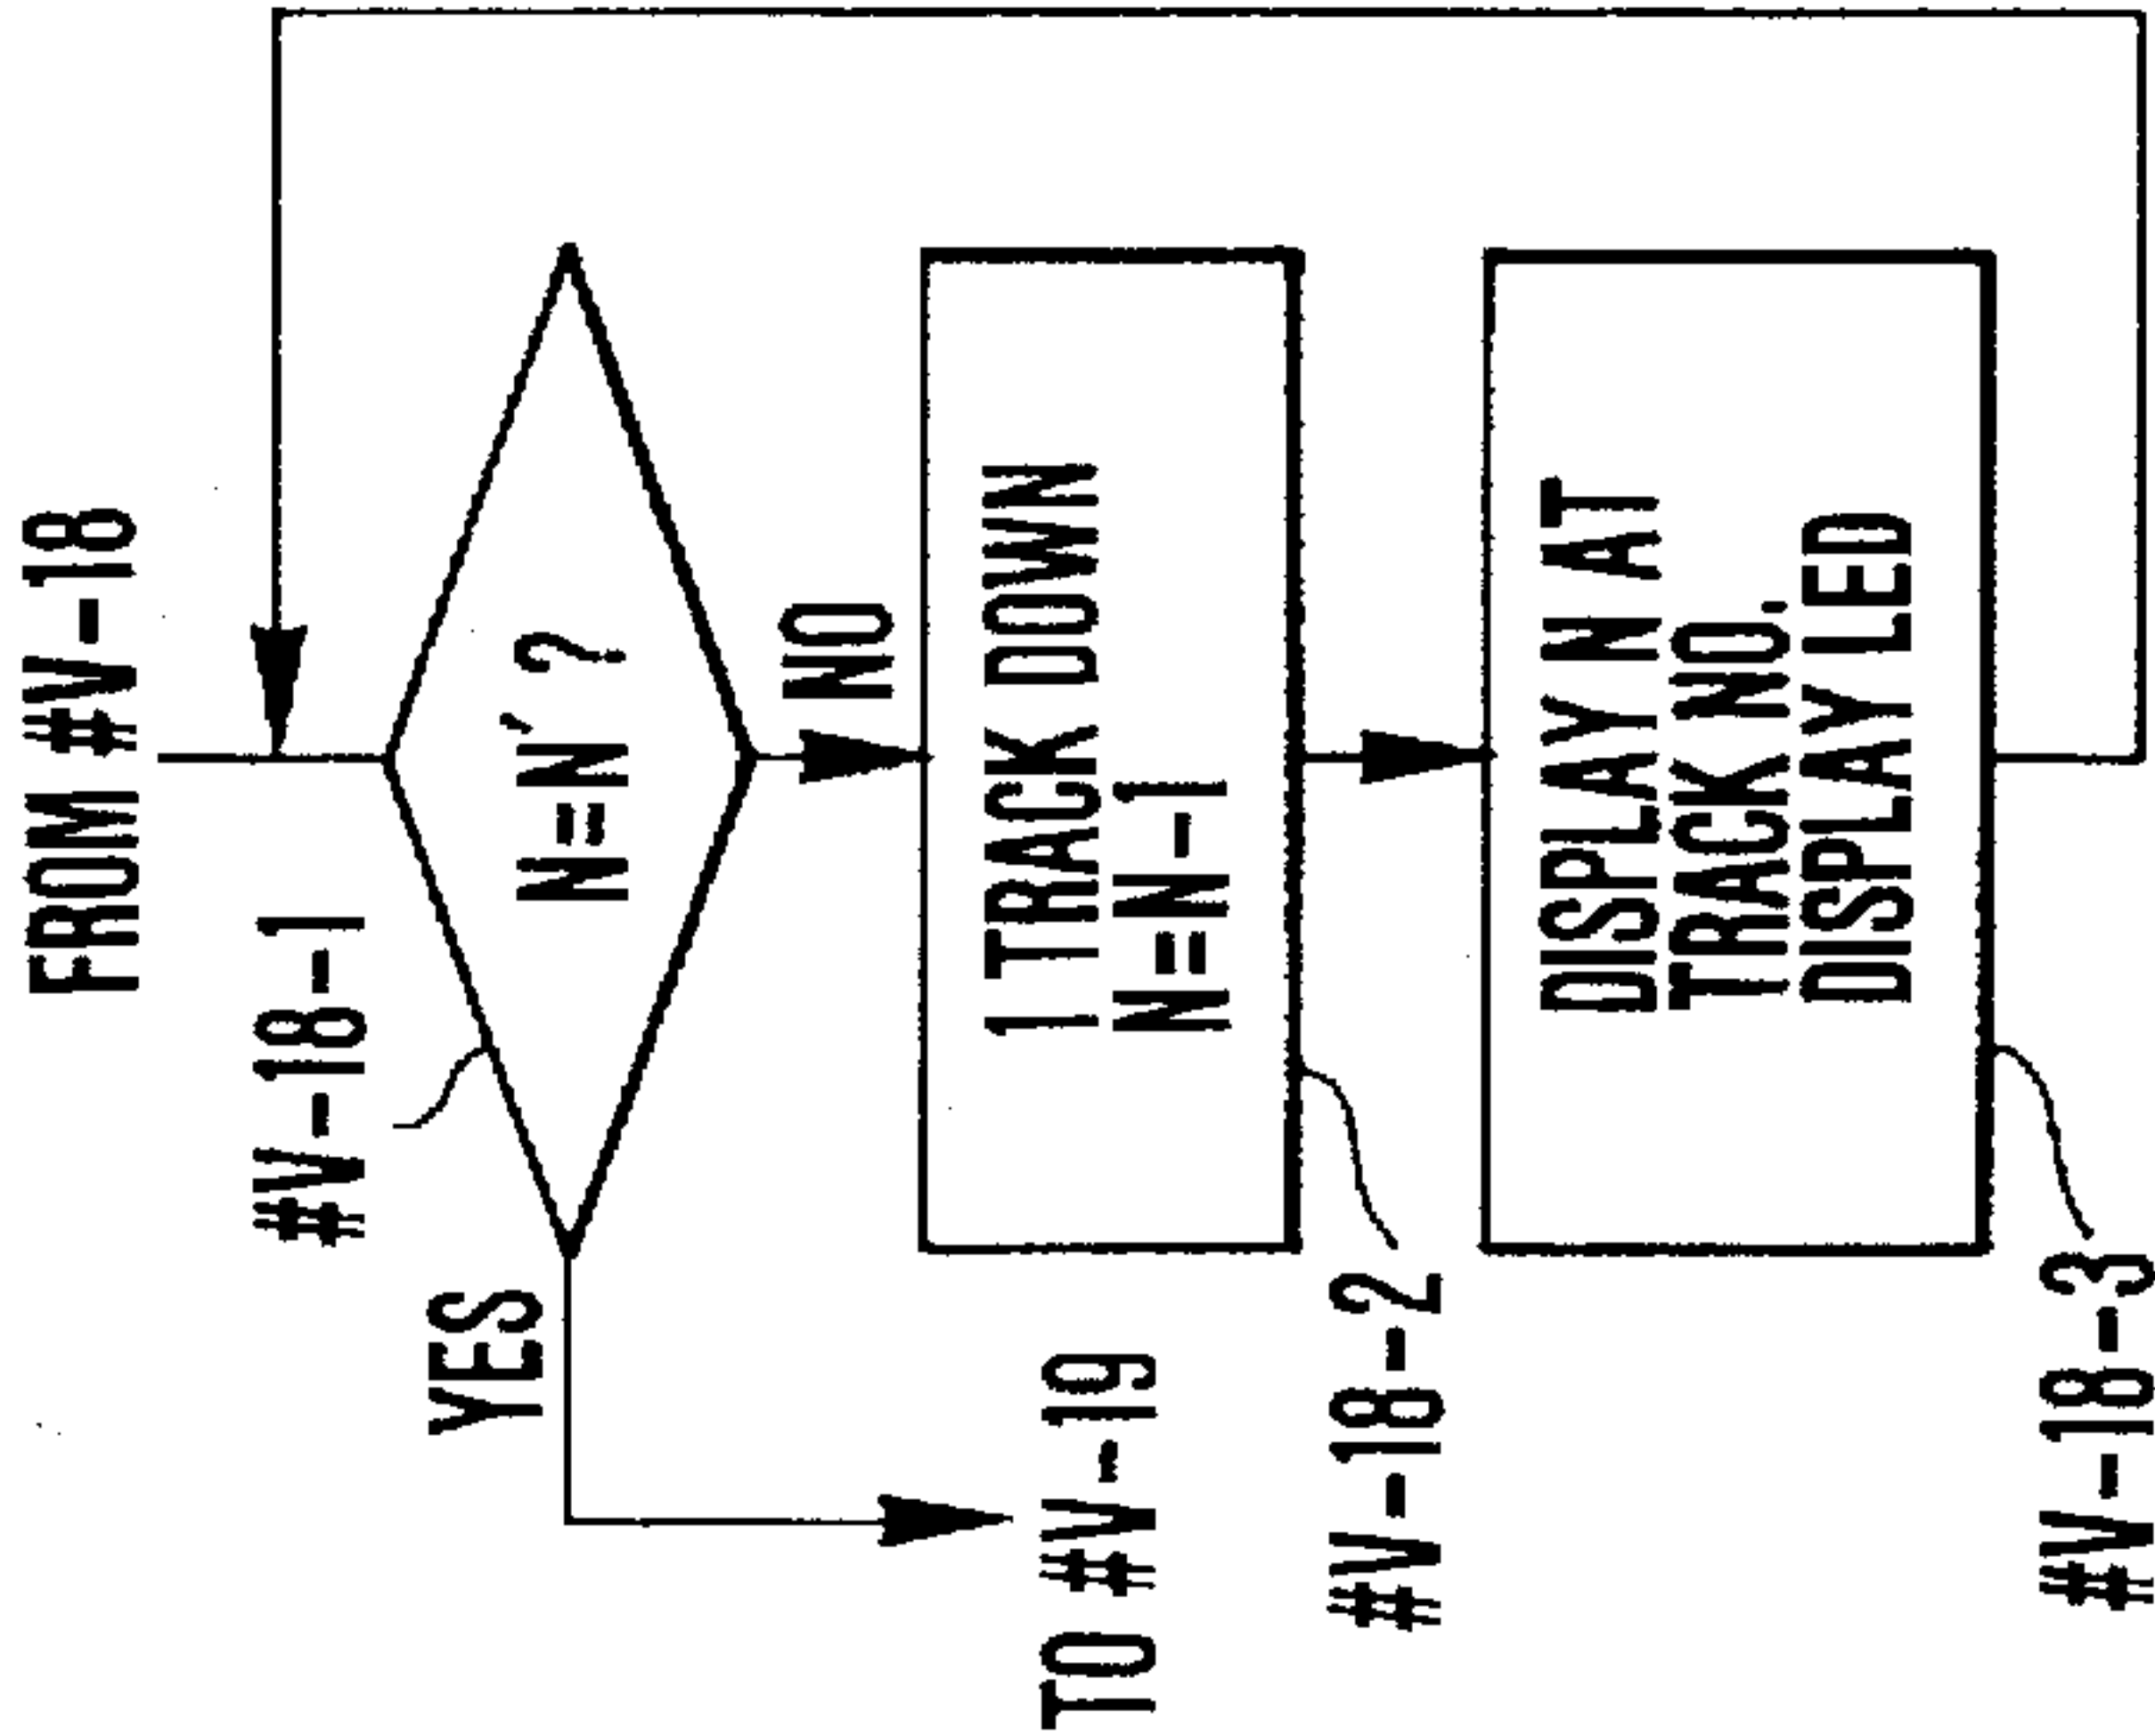 FROM #V-18
#V-18-1
N=N' ?
YES
NO
1 TRACK DOWN
N=N-1
TO #V-19
#V-18-2
DISPLAY N AT
TRACK NO.
DISPLAY LED
#V-18-3